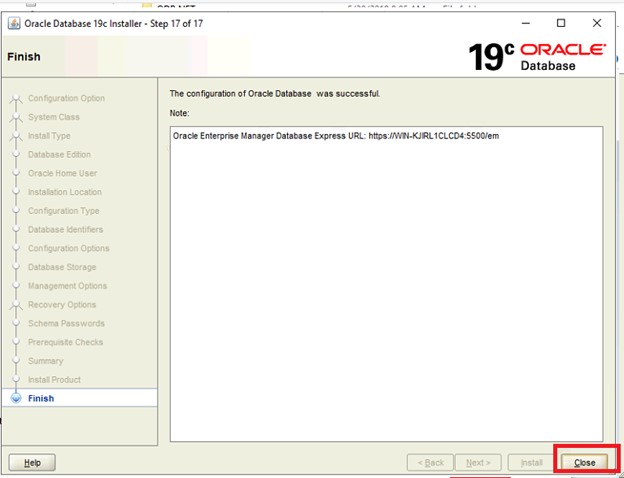 Oracle Database 19c Installer - Step 17 of 17
Finish
19c ORACLE
Database
Configuration Option
System Class
Install Type
Database Edition
Oracle Home User
Installation Location
Configuration Type
Database Identifiers
Configuration Options
Database Storage
Management Options
Recovery Options
Schema Passwords
Prerequisite Checks
Summary
Install Product
Finish
The configuration of Oracle Database was successful.
Note:
Oracle Enterprise Manager Database Express URL: https://WIN-KJIRL1CLCD4:5500/em
Help
< Back
Next >
Install
Close